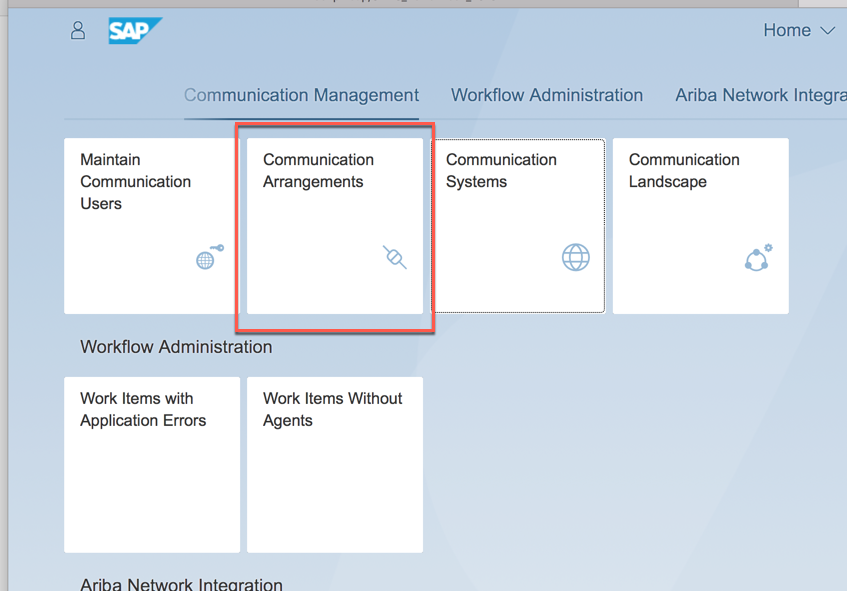 SAP
Home
Communication Management Workflow Administration Ariba Network Integra
Maintain
Communication
Users
Communication
Arrangements
Communication
Systems
Communication
Landscape
Workflow Administration
Work Items with
Application Errors
Work Items Without
Agents
Ariba Network Integration